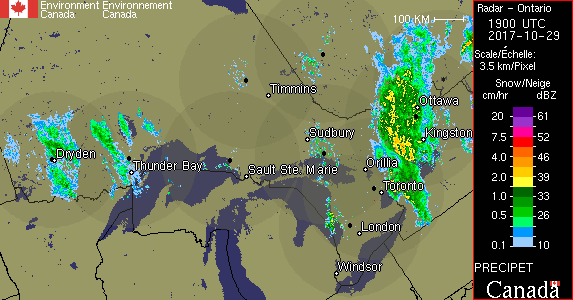 Environment Environnement
Canada Canada
100 KM
Timmins
Ottawa
Sudbury
Kingston
Dryden
Thunder Bay
Orillia
Sault Ste. Marie
Toronto
London
Windsor
Radar - Ontario
1900 UTC
2017-10-29
Scale/Échelle:
3.5 km/Pixel
Snow/Neige
cm/hr dBZ
20 61
7.5 52
4.0 46
2.0 39
1.0 33
0.5 26
0.1 10
PRECIPET
Canada